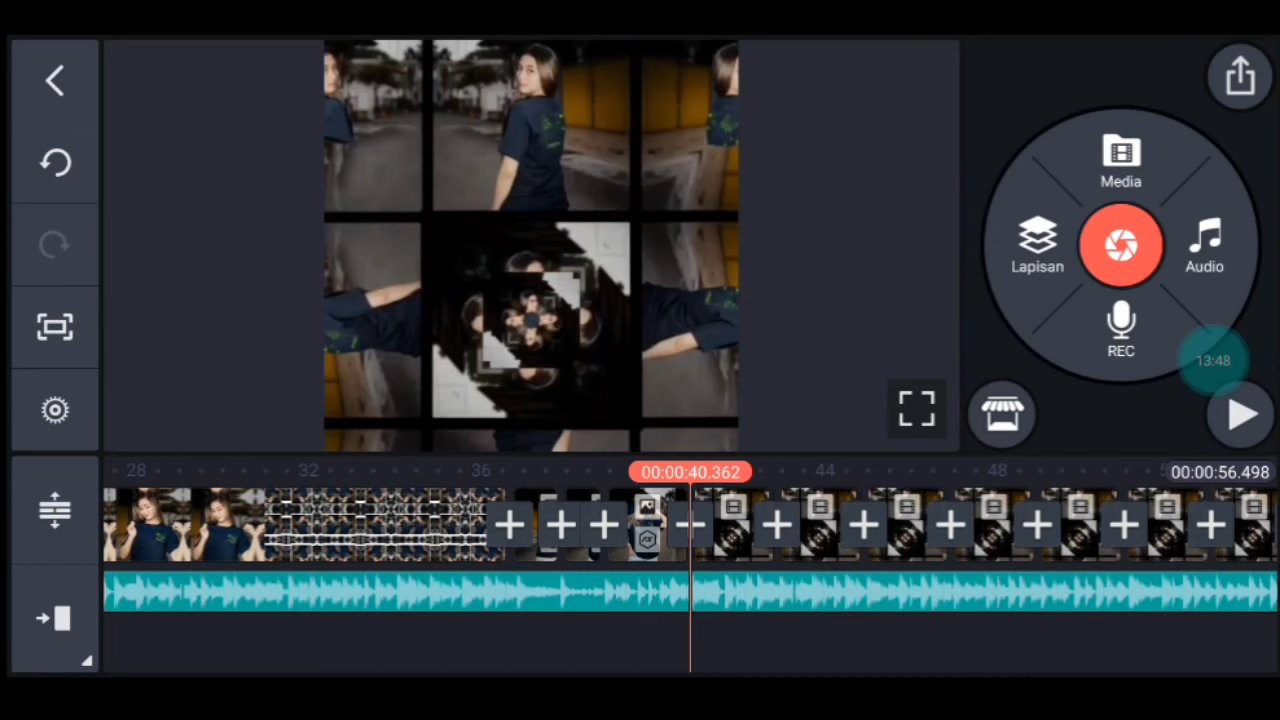 Media
Lapisan
Audio
REC
13:48
28
32
36
00:00:40.362
44
48
00:00:56.498